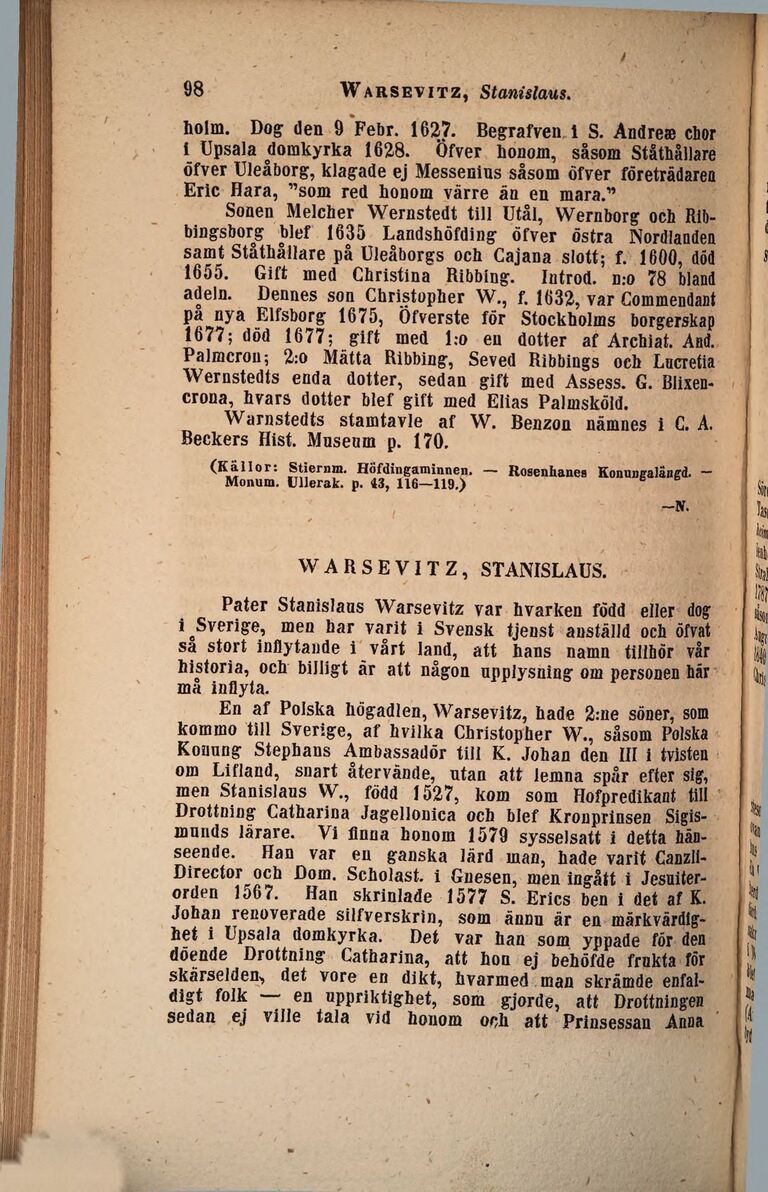 98 WARSEVITZ, Stanislaus.
holm. Dog den 9 Febr. 1627. Begrafven i S. Andreæ chor
i Upsala domkyrka 1628. Öfver honom, såsom Ståthållare
öfver Uleåborg, klagade ej Messenius såsom öfver företrädaren
Eric Hara, "som red honom värre än en mara."
Sonen Melcher Wernstedt till Utål, Wernborg och Rib-
bingsborg blef 1635 Landshöfding öfver östra Nordlanden
samt Ståthållare på Uleåborgs och Cajana slott; f. 1600, död
1655. Gift med Christina Ribbing. Introd. n:o 78 bland
adeln. Dennes son Christopher W., f. 1632, var Commendant
på nya Elfsborg 1675, Öfverste för Stockholms borgerskap
1677; död 1677; gift med 1:o en dotter af Archiat. And.
Palmcron; 2:o Mätta Ribbing, Seved Ribbings och Lucretia
Wernstedts enda dotter, sedan gift med Assess. G. Blixen-
crona, hvars dotter blef gift med Elias Palmsköld.
Warnstedts stamtavle af W. Benzon nämnes i C. A.
Beckers Hist. Museum p. 170.
(Källor: Stiernm. Höfdingaminnen. — Rosenhanes Konungalängd. —
Monum. Ullerak. p. 43, 116—119.)
—N.
WARSEVITZ, STANISLAUS.
Pater Stanislaus Warsevitz var hvarken född eller dog
i Sverige, men har varit i Svensk tjenst anställd och öfvat
så stort inflytande i vårt land, att hans namn tillhör vår
historia, och billigt är att någon upplysning om personen här
må inflyta.
En af Polska högadlen, Warsevitz, hade 2:ne söner, som
kommo till Sverige, af hvilka Christopher W., såsom Polska
Konung Stephans Ambassadör till K. Johan den III i tvisten
om Lifland, snart återvände, utan att lemna spår efter sig,
men Stanislaus W., född 1527, kom som Hofpredikant till
Drottning Catharina Jagellonica och blef Kronprinsen Sigis-
munds lärare. Vi finna honom 1579 sysselsatt i detta hän-
seende. Han var en ganska lärd man, hade varit Canzli-
Director och Dom. Scholast. i Gnesen, men ingått i Jesuiter-
orden 1567. Han skrinlade 1577 S. Erics ben i det af K.
Johan renoverade silfverskrin, som ännu är en märkvärdig-
het i Upsala domkyrka. Det var han som yppade för den
döende Drottning Catharina, att hon ej behöfde frukta för
skärselden, det vore en dikt, hvarmed man skrämde enfal-
digt folk — en uppriktighet, som gjorde, att Drottningen
sedan ej ville tala vid honom och att Prinsessan Anna